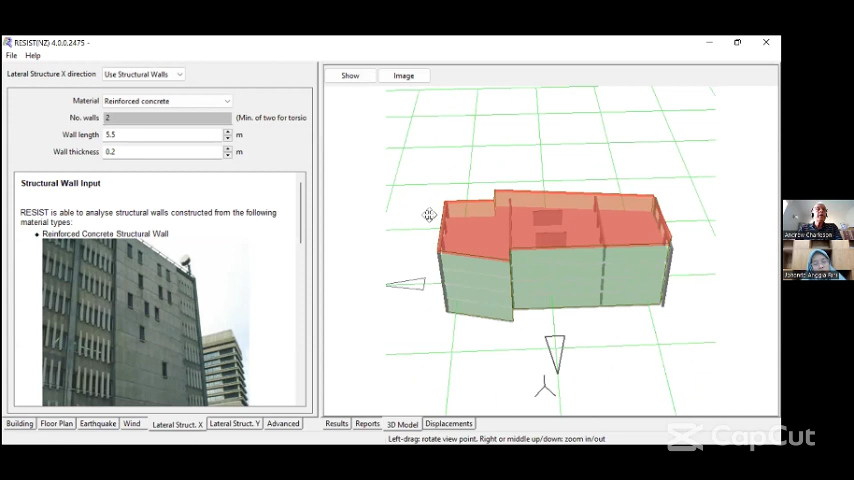 RESIST(NZ) 4.0.0.2475 -
File Help
Lateral Structure X direction Use Structural Walls
Show Image
Material Reinforced concrete
No. walls 2 (Min. of two for torsio
Wall length 5.5 m
Wall thickness 0.2 m
Structural Wall Input
RESIST is able to analyse structural walls constructed from the following
material types:
• Reinforced Concrete Structural Wall
Andrew Charleson
Building Floor Plan Earthquake Wind Lateral Struct. X Lateral Struct. Y Advanced
Results Reports 3D Model Displacements
Left-drag: rotate view point. Right or middle up/down: zoom in/out
CapCut